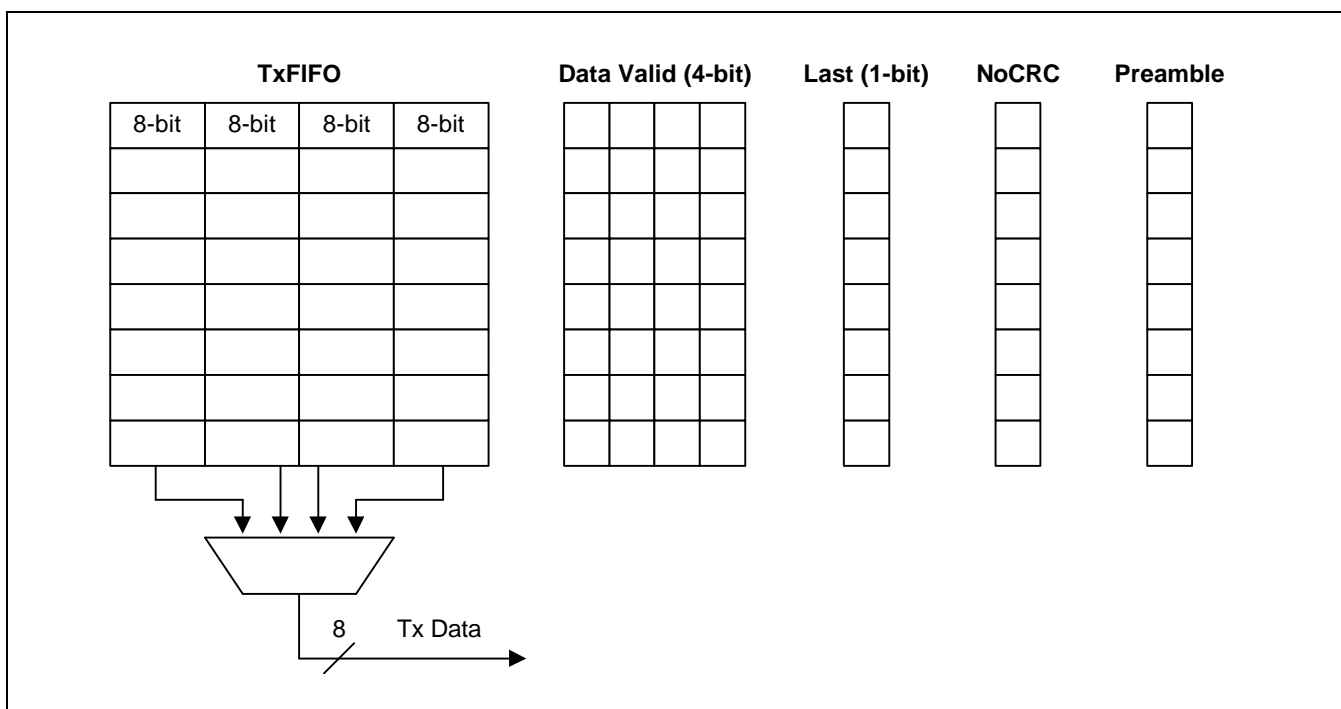 TxFIFO Data Valid (4-bit) Last (1-bit) NoCRC Preamble
8-bit 8-bit 8-bit 8-bit
8 Tx Data